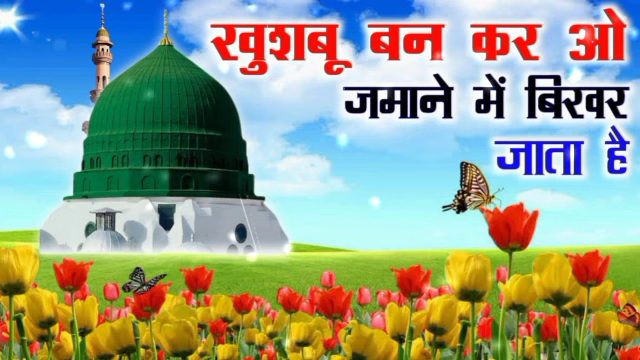 खुशबू बन कर ओ
जमाने में बिखर
जाता है